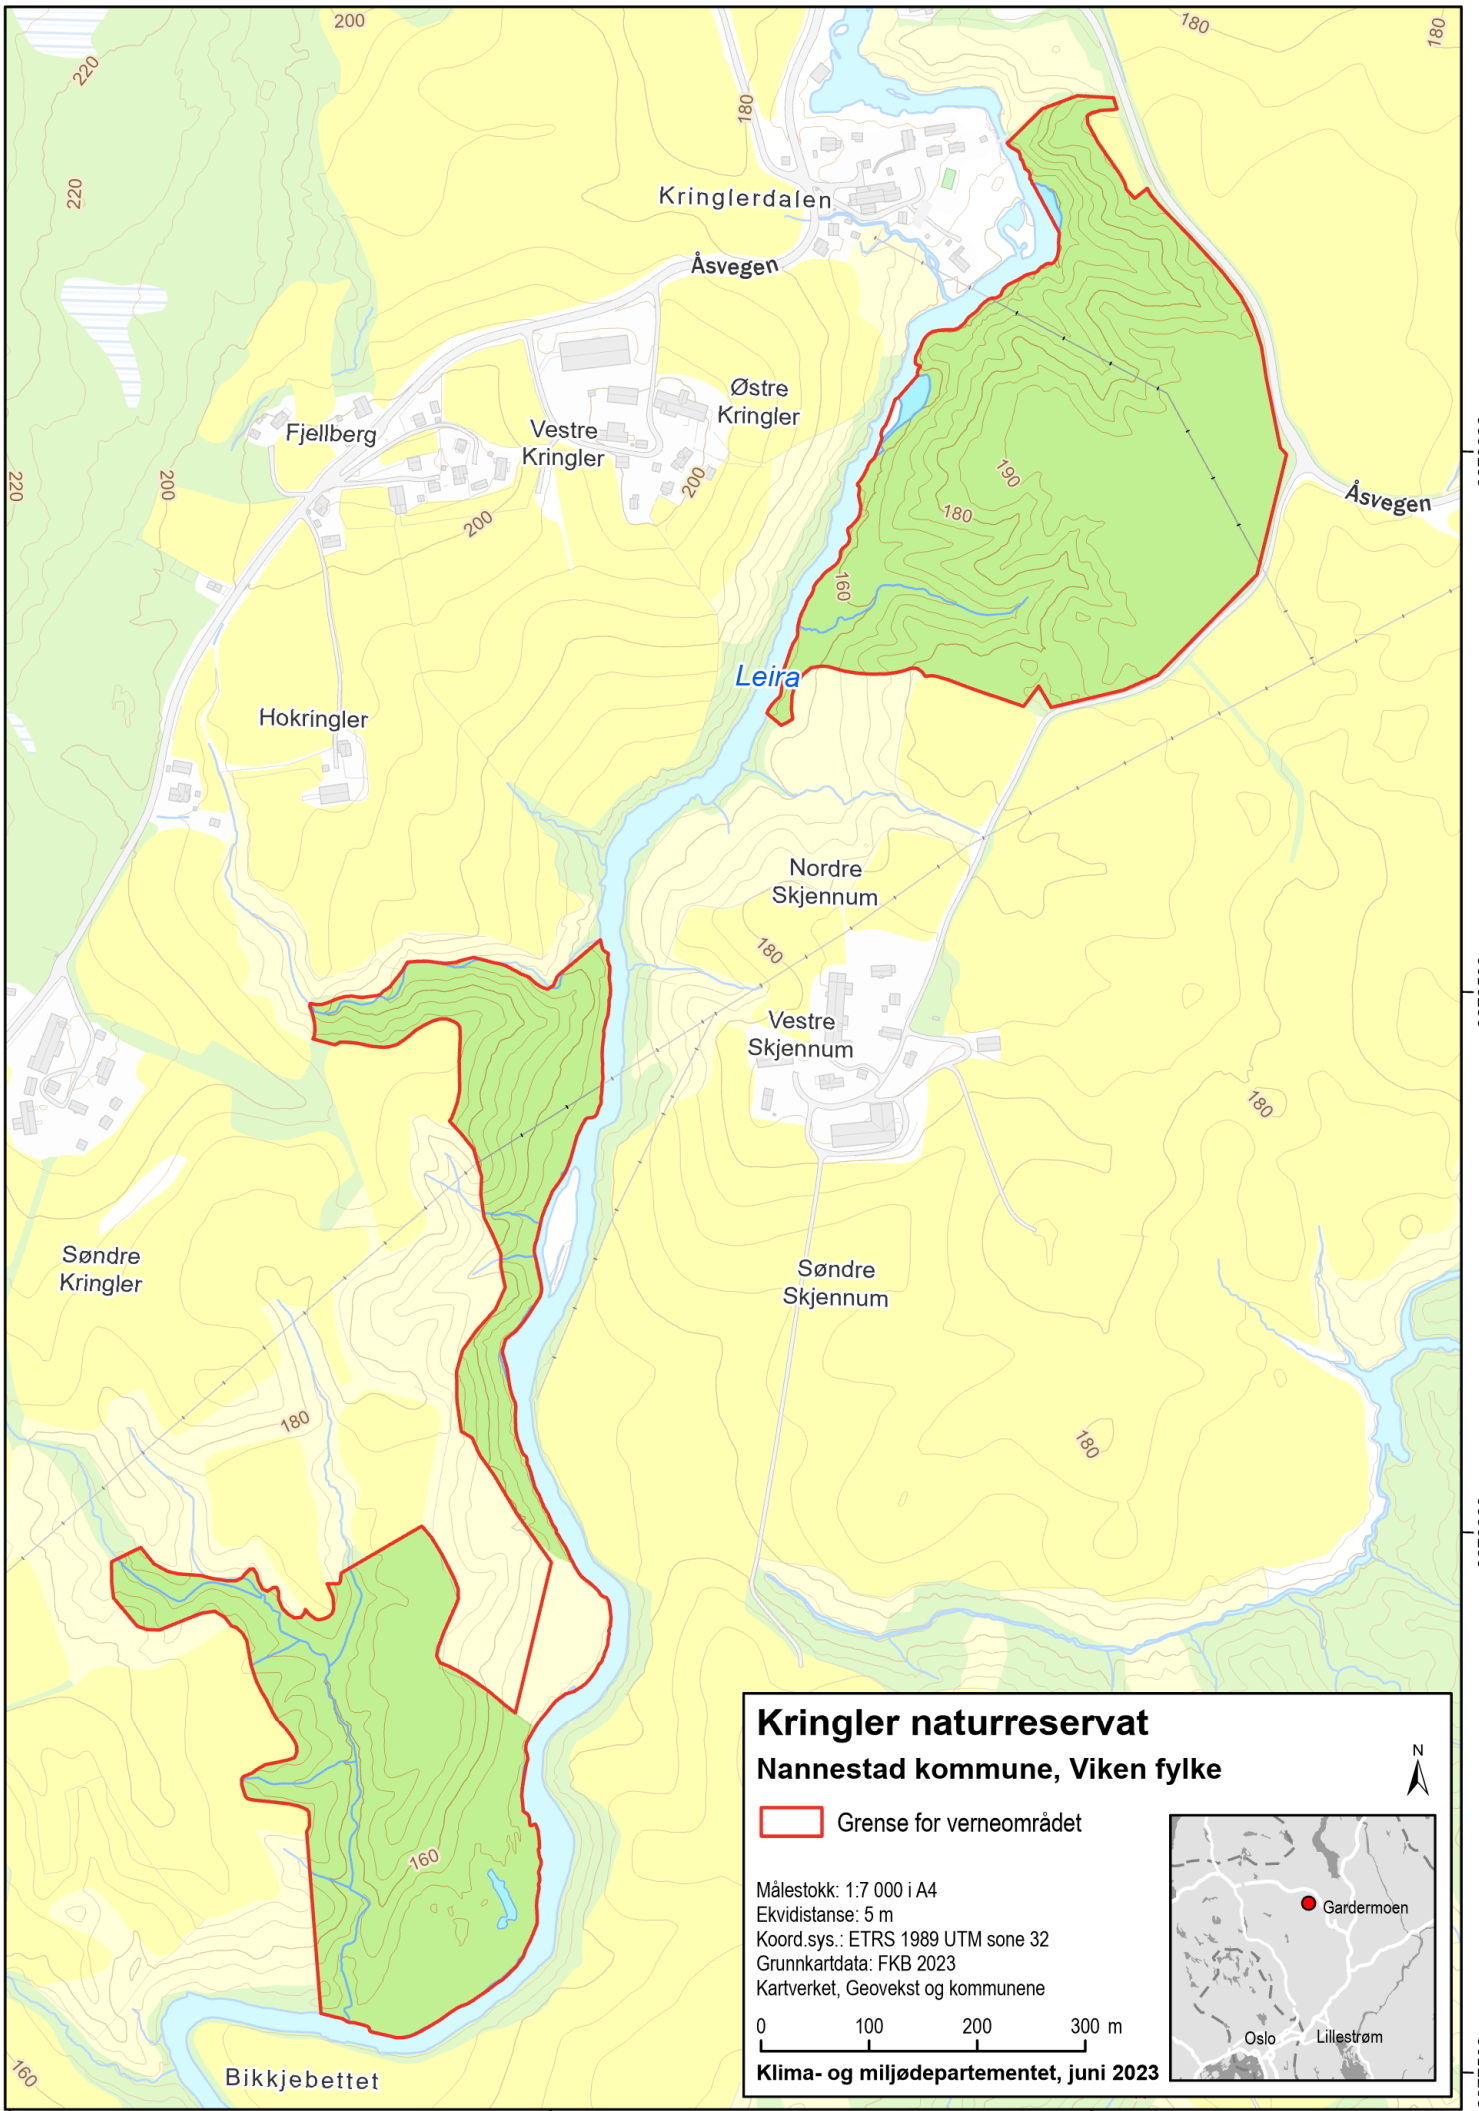 200
180
180
220
180
220
Kringlerdalen
Åsvegen
Østre
Kringler
Fjellberg
Vestre
Kringler
220
200
200
200
190
180
Åsvegen
160
Leira
Hokringler
Nordre
Skjennum
180
Vestre
Skjennum
180
Søndre
Kringler
Søndre
Skjennum
180
180
160
160
Bikkjebettet
Kringler naturreservat
Nannestad kommune, Viken fylke
N
Grense for verneområdet
Målestokk: 1:7 000 i A4
Ekvidistanse: 5 m
Koord.sys.: ETRS 1989 UTM sone 32
Grunnkartdata: FKB 2023
Kartverket, Geovekst og kommunene
0 100 200 300 m
Klima- og miljødepartementet, juni 2023
Gardermoen
Oslo
Lillestrøm